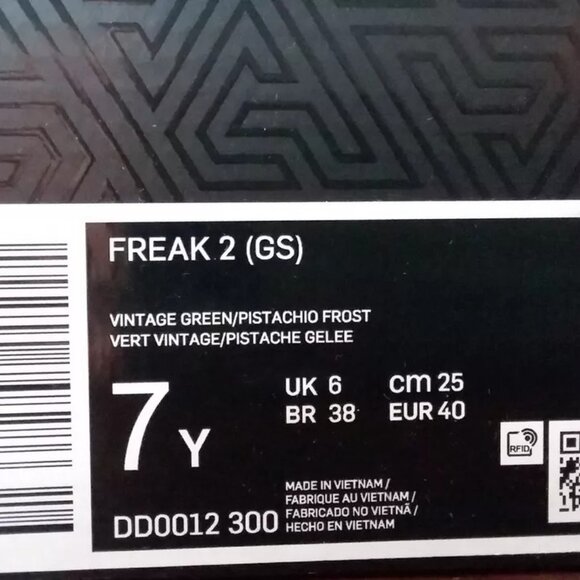 FREAK 2 (GS)
VINTAGE GREEN/PISTACHIO FROST
VERT VINTAGE/PISTACHE GELEE
7 Y
UK 6 cm 25
BR 38 EUR 40
RFID
MADE IN VIETNAM /
FABRIQUE AU VIETNAM /
FABRICADO NO VIETNÃ /
HECHO EN VIETNAM
DD0012 300